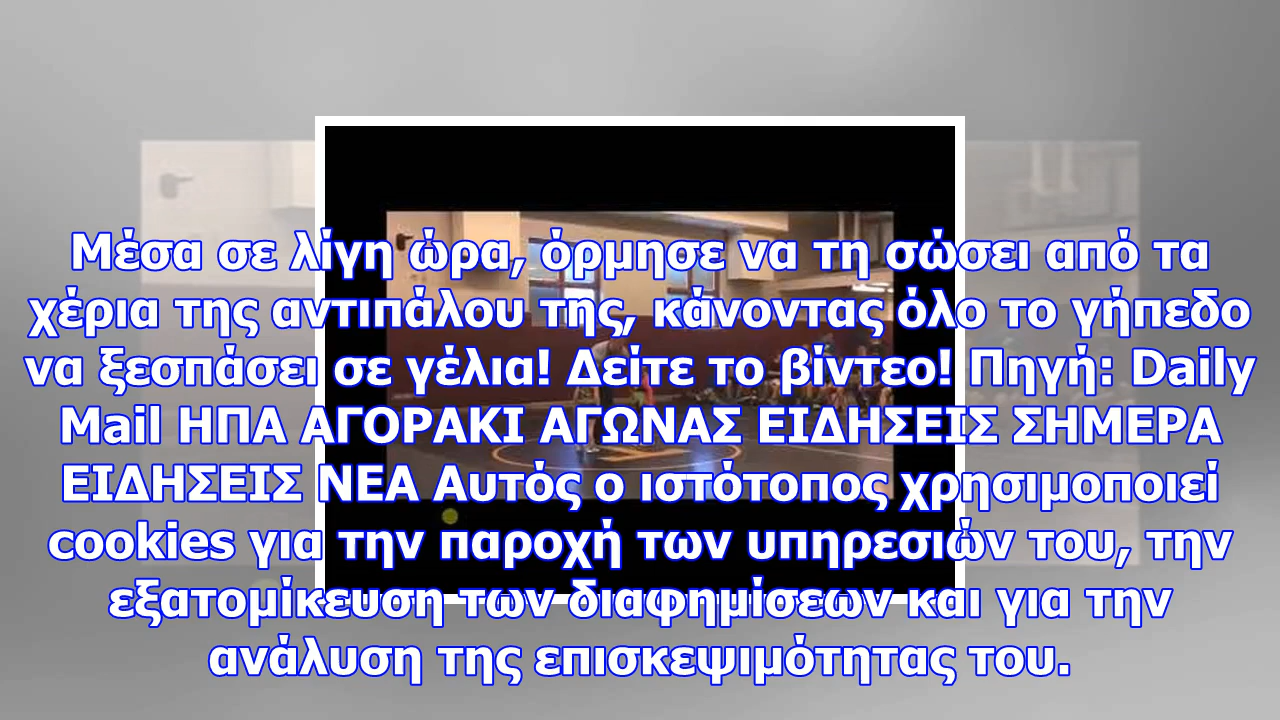 Μέσα σε λίγη ώρα, όρμησε να τη σώσει από τα
χέρια της αντιπάλου της, κάνοντας όλο το γήπεδο
να ξεσπάσει σε γέλια! Δείτε το βίντεο! Πηγή: Daily
Mail ΗΠΑ ΑΓΟΡΑΚΙ ΑΓΩΝΑΣ ΕΙΔΗΣΕΙΣ ΣΗΜΕΡΑ
ΕΙΔΗΣΕΙΣ ΝΕΑ Αυτός ο ιστότοπος χρησιμοποιεί
cookies για την παροχή των υπηρεσιών του, την
εξατομίκευση των διαφημίσεων και για την
ανάλυση της επισκεψιμότητας του.